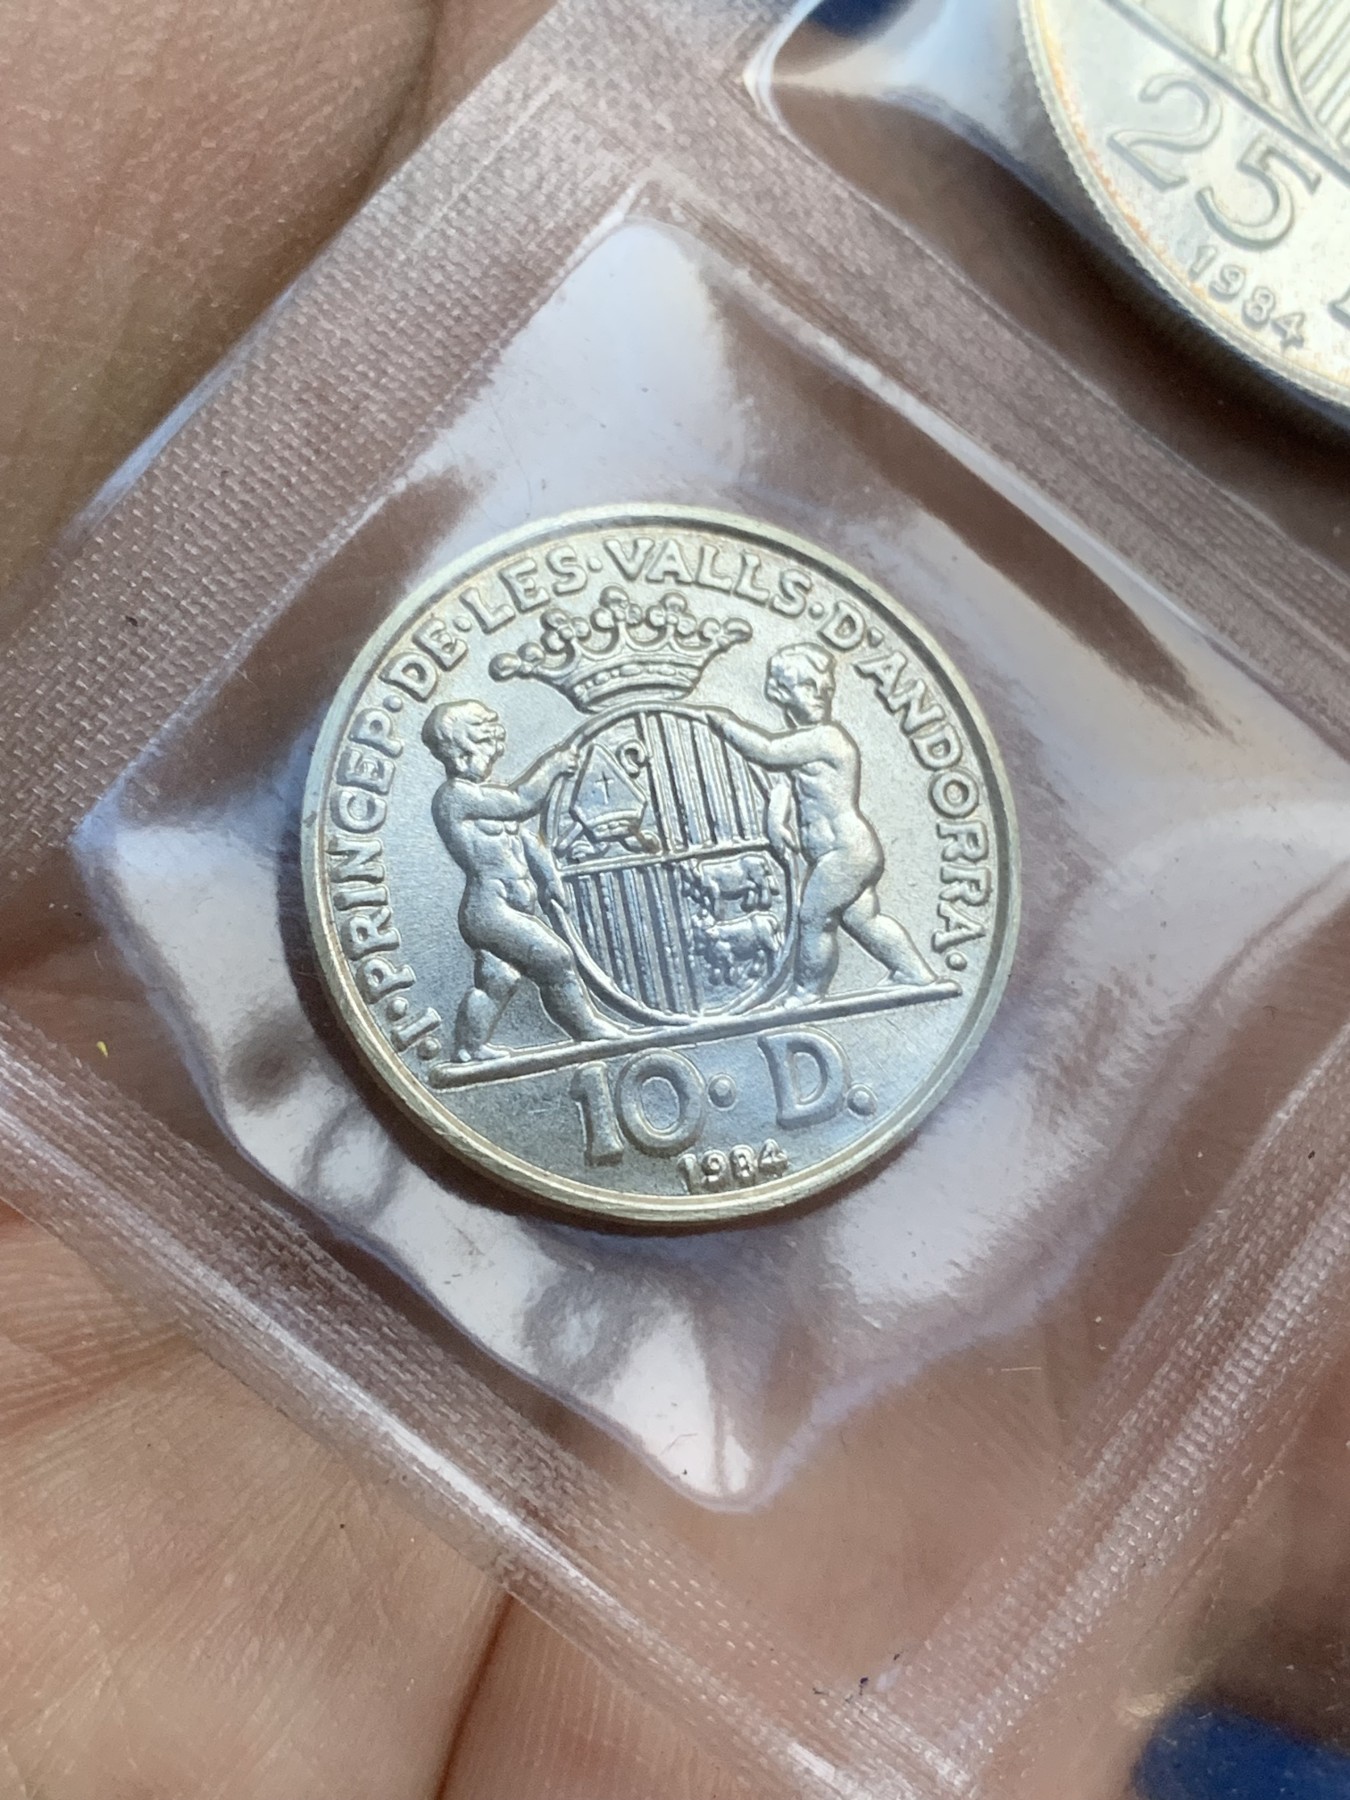 ·I·PRINCEP·DE·LES·VALLS·D'ANDORRA·
10· D.
1984
25
1984